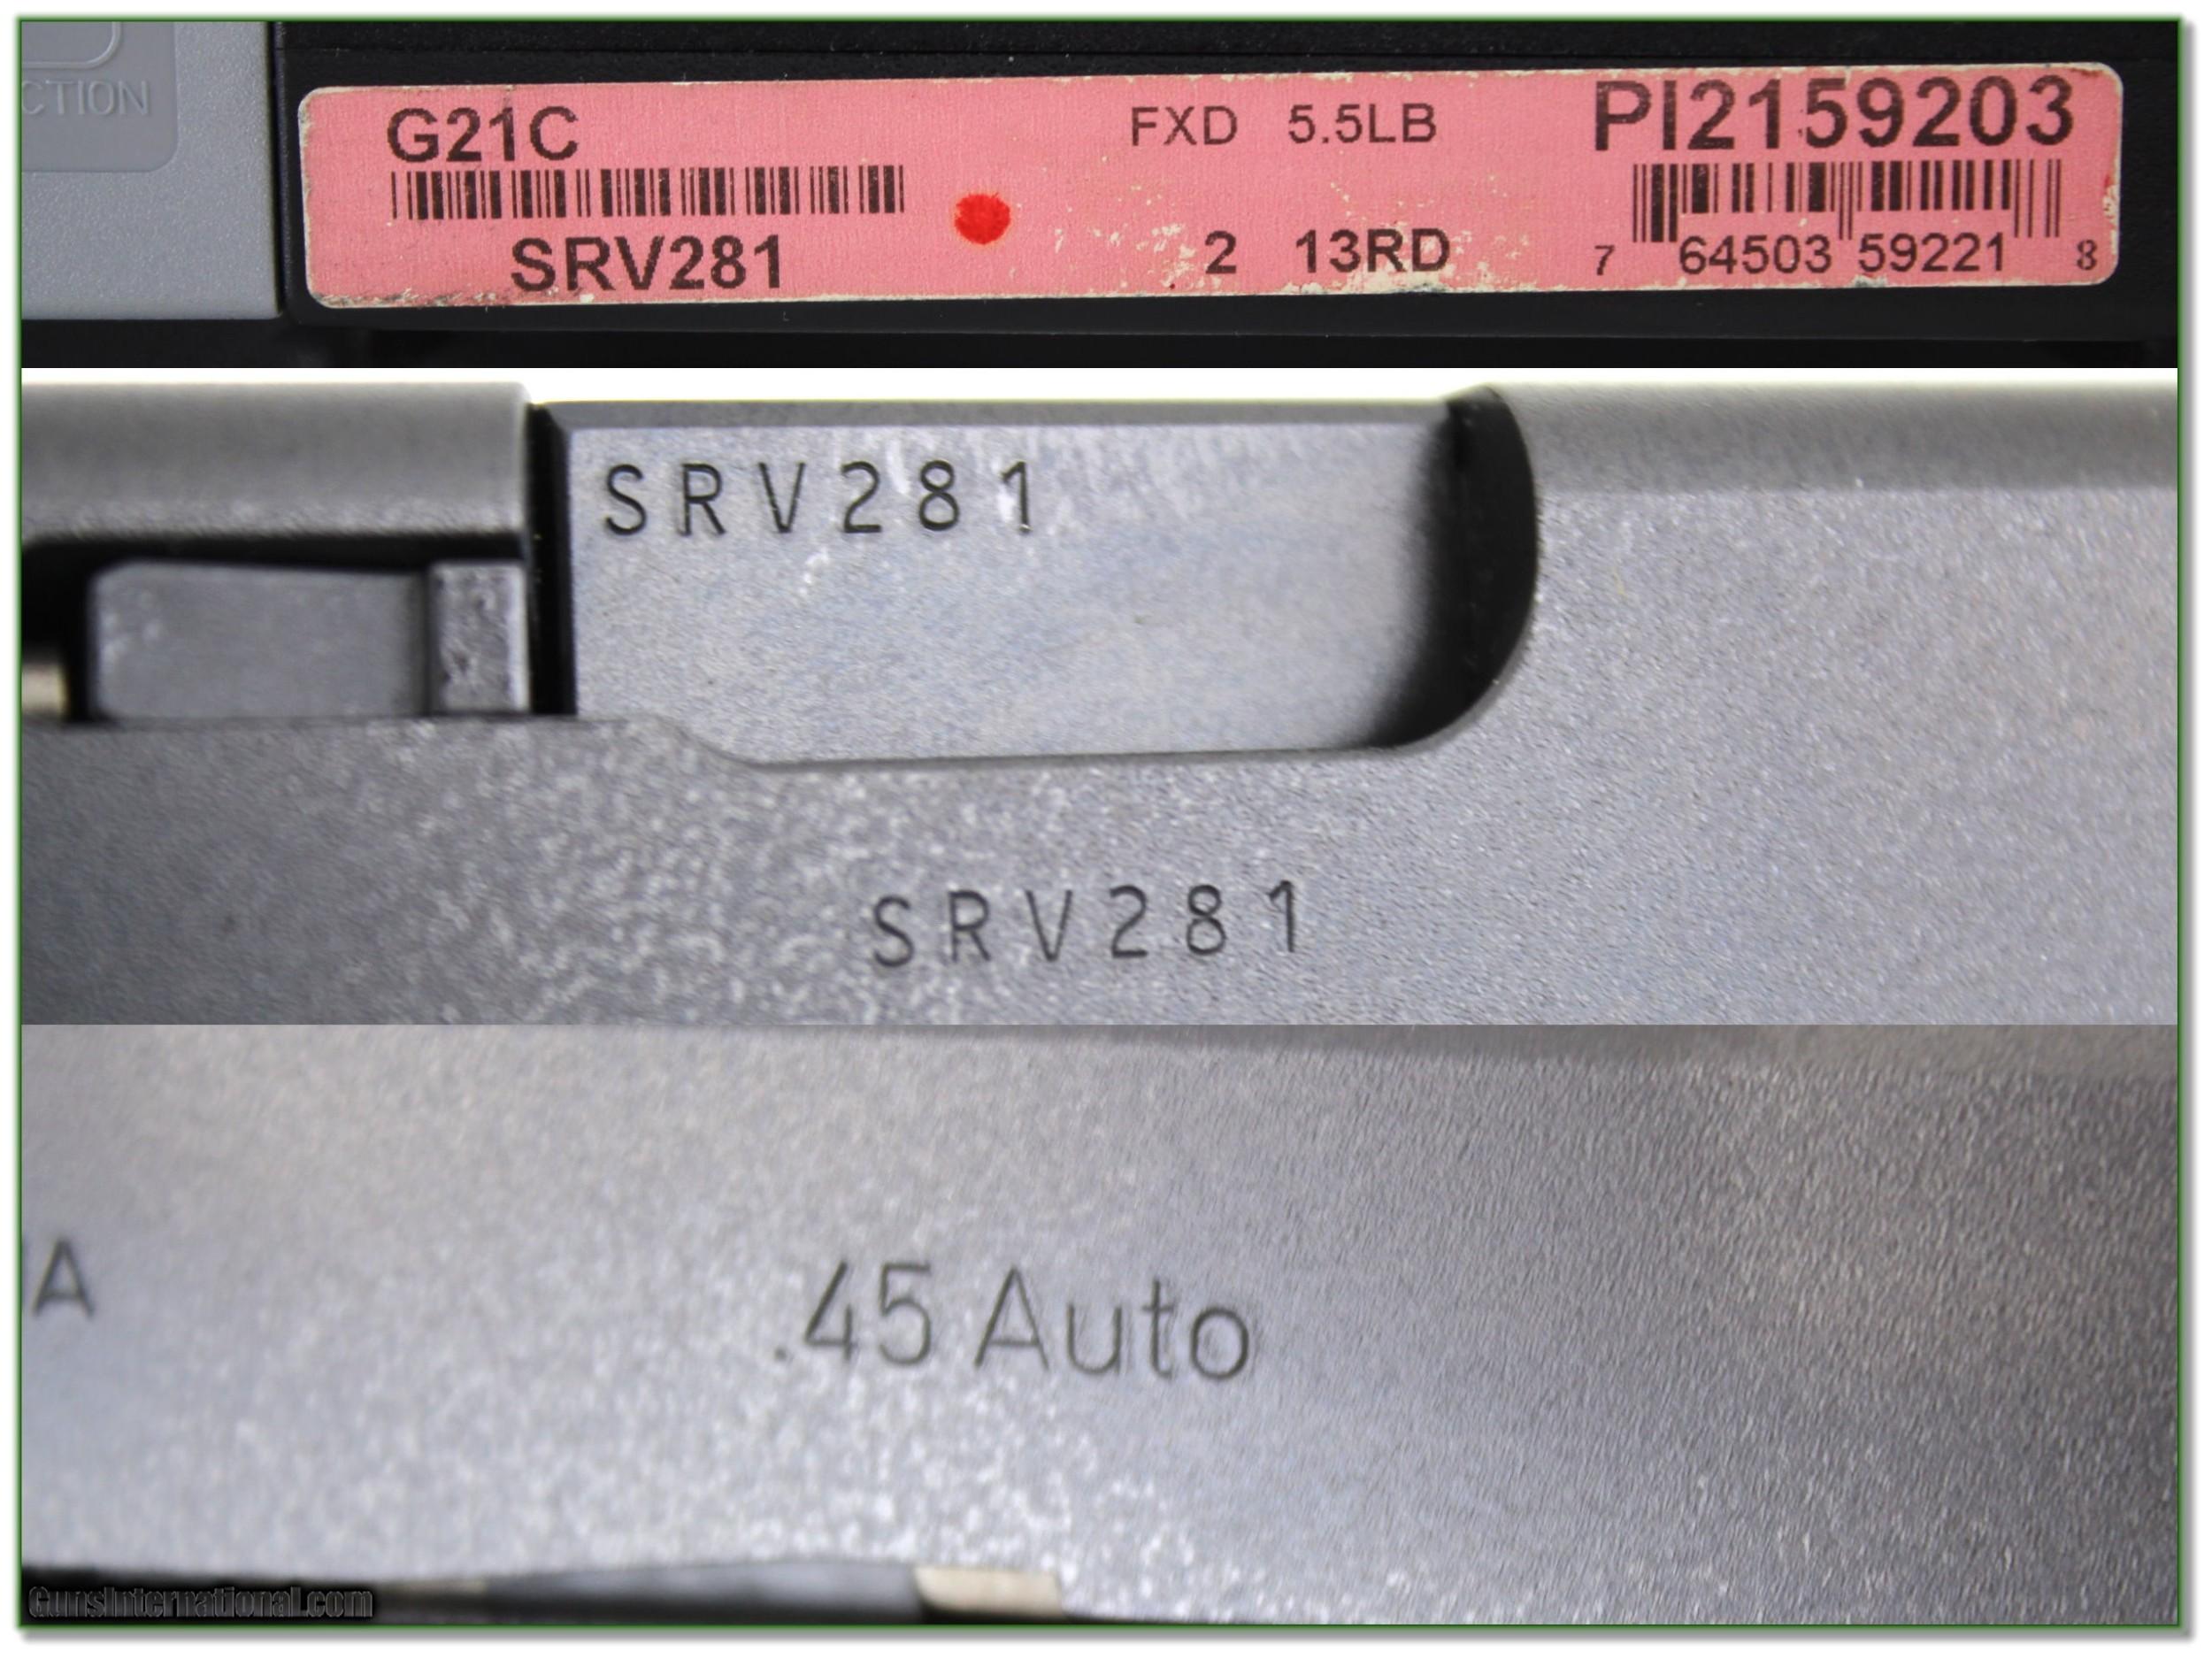 CTION
G21C FXD 5.5LB PI2159203
SRV281 2 13RD 7 64503 59221 8
SRV281
SRV281
A .45 Auto
GunsInternational.com